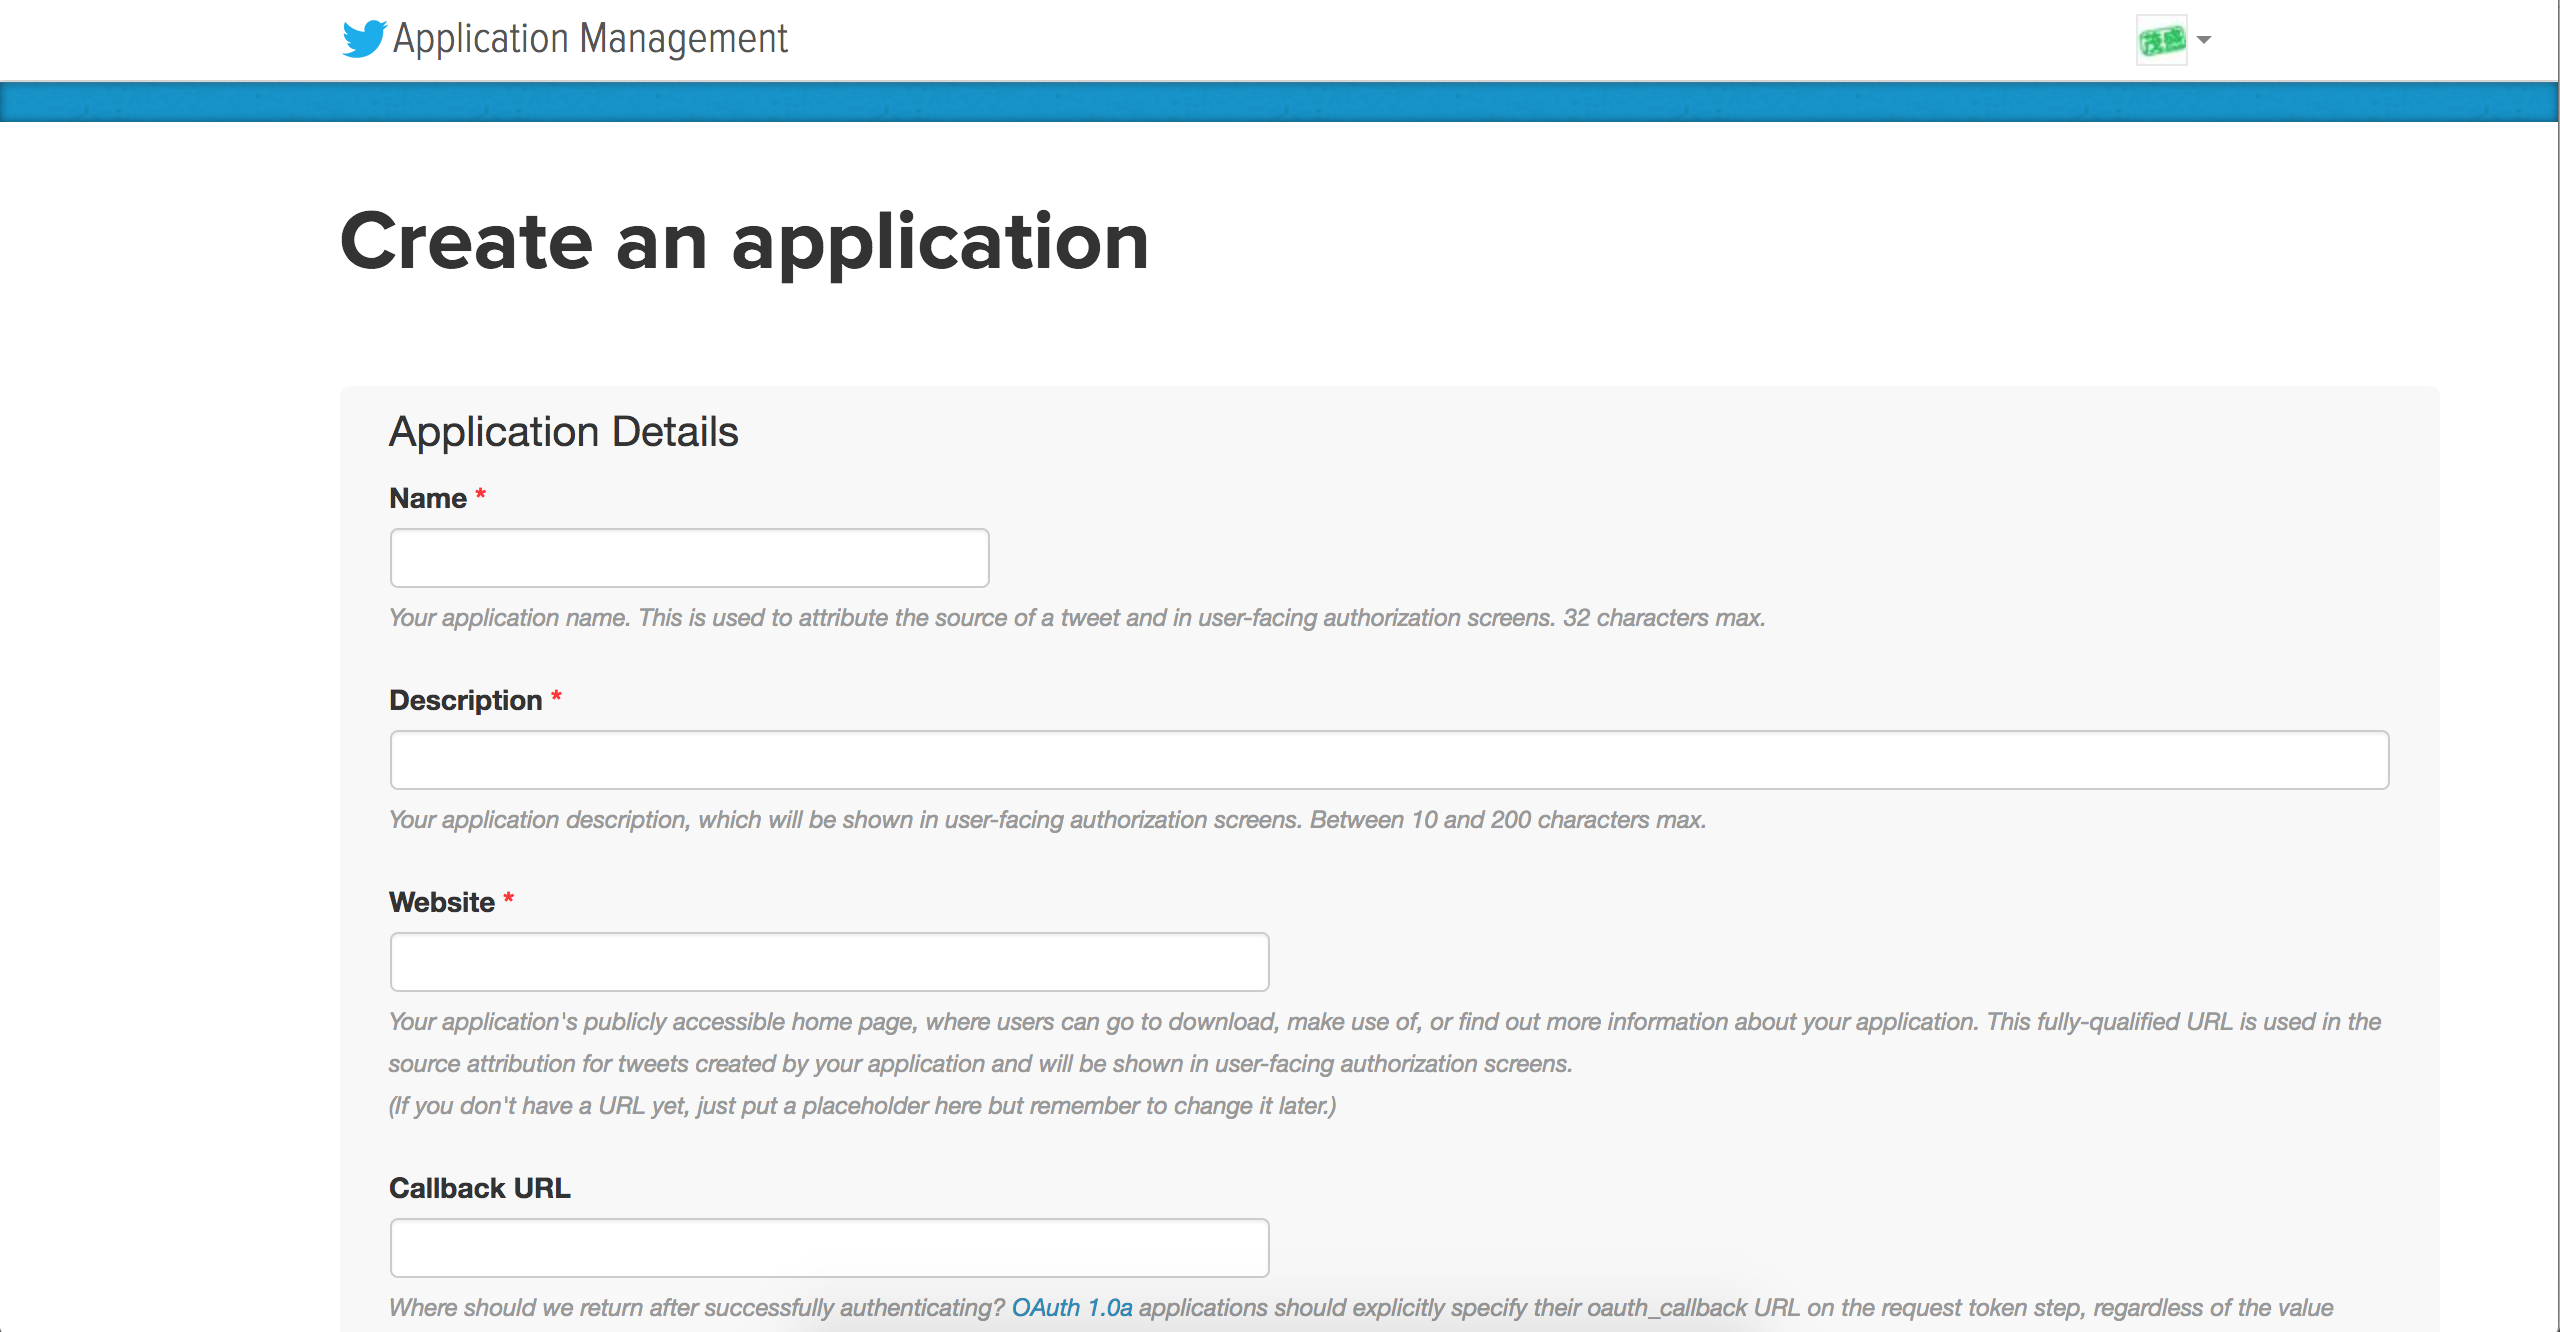 Application Management
茂盛
Create an application
Application Details
Name *
Your application name. This is used to attribute the source of a tweet and in user-facing authorization screens. 32 characters max.
Description *
Your application description, which will be shown in user-facing authorization screens. Between 10 and 200 characters max.
Website *
Your application's publicly accessible home page, where users can go to download, make use of, or find out more information about your application. This fully-qualified URL is used in the
source attribution for tweets created by your application and will be shown in user-facing authorization screens.
(If you don't have a URL yet, just put a placeholder here but remember to change it later.)
Callback URL
Where should we return after successfully authenticating? OAuth 1.0a applications should explicitly specify their oauth_callback URL on the request token step, regardless of the value